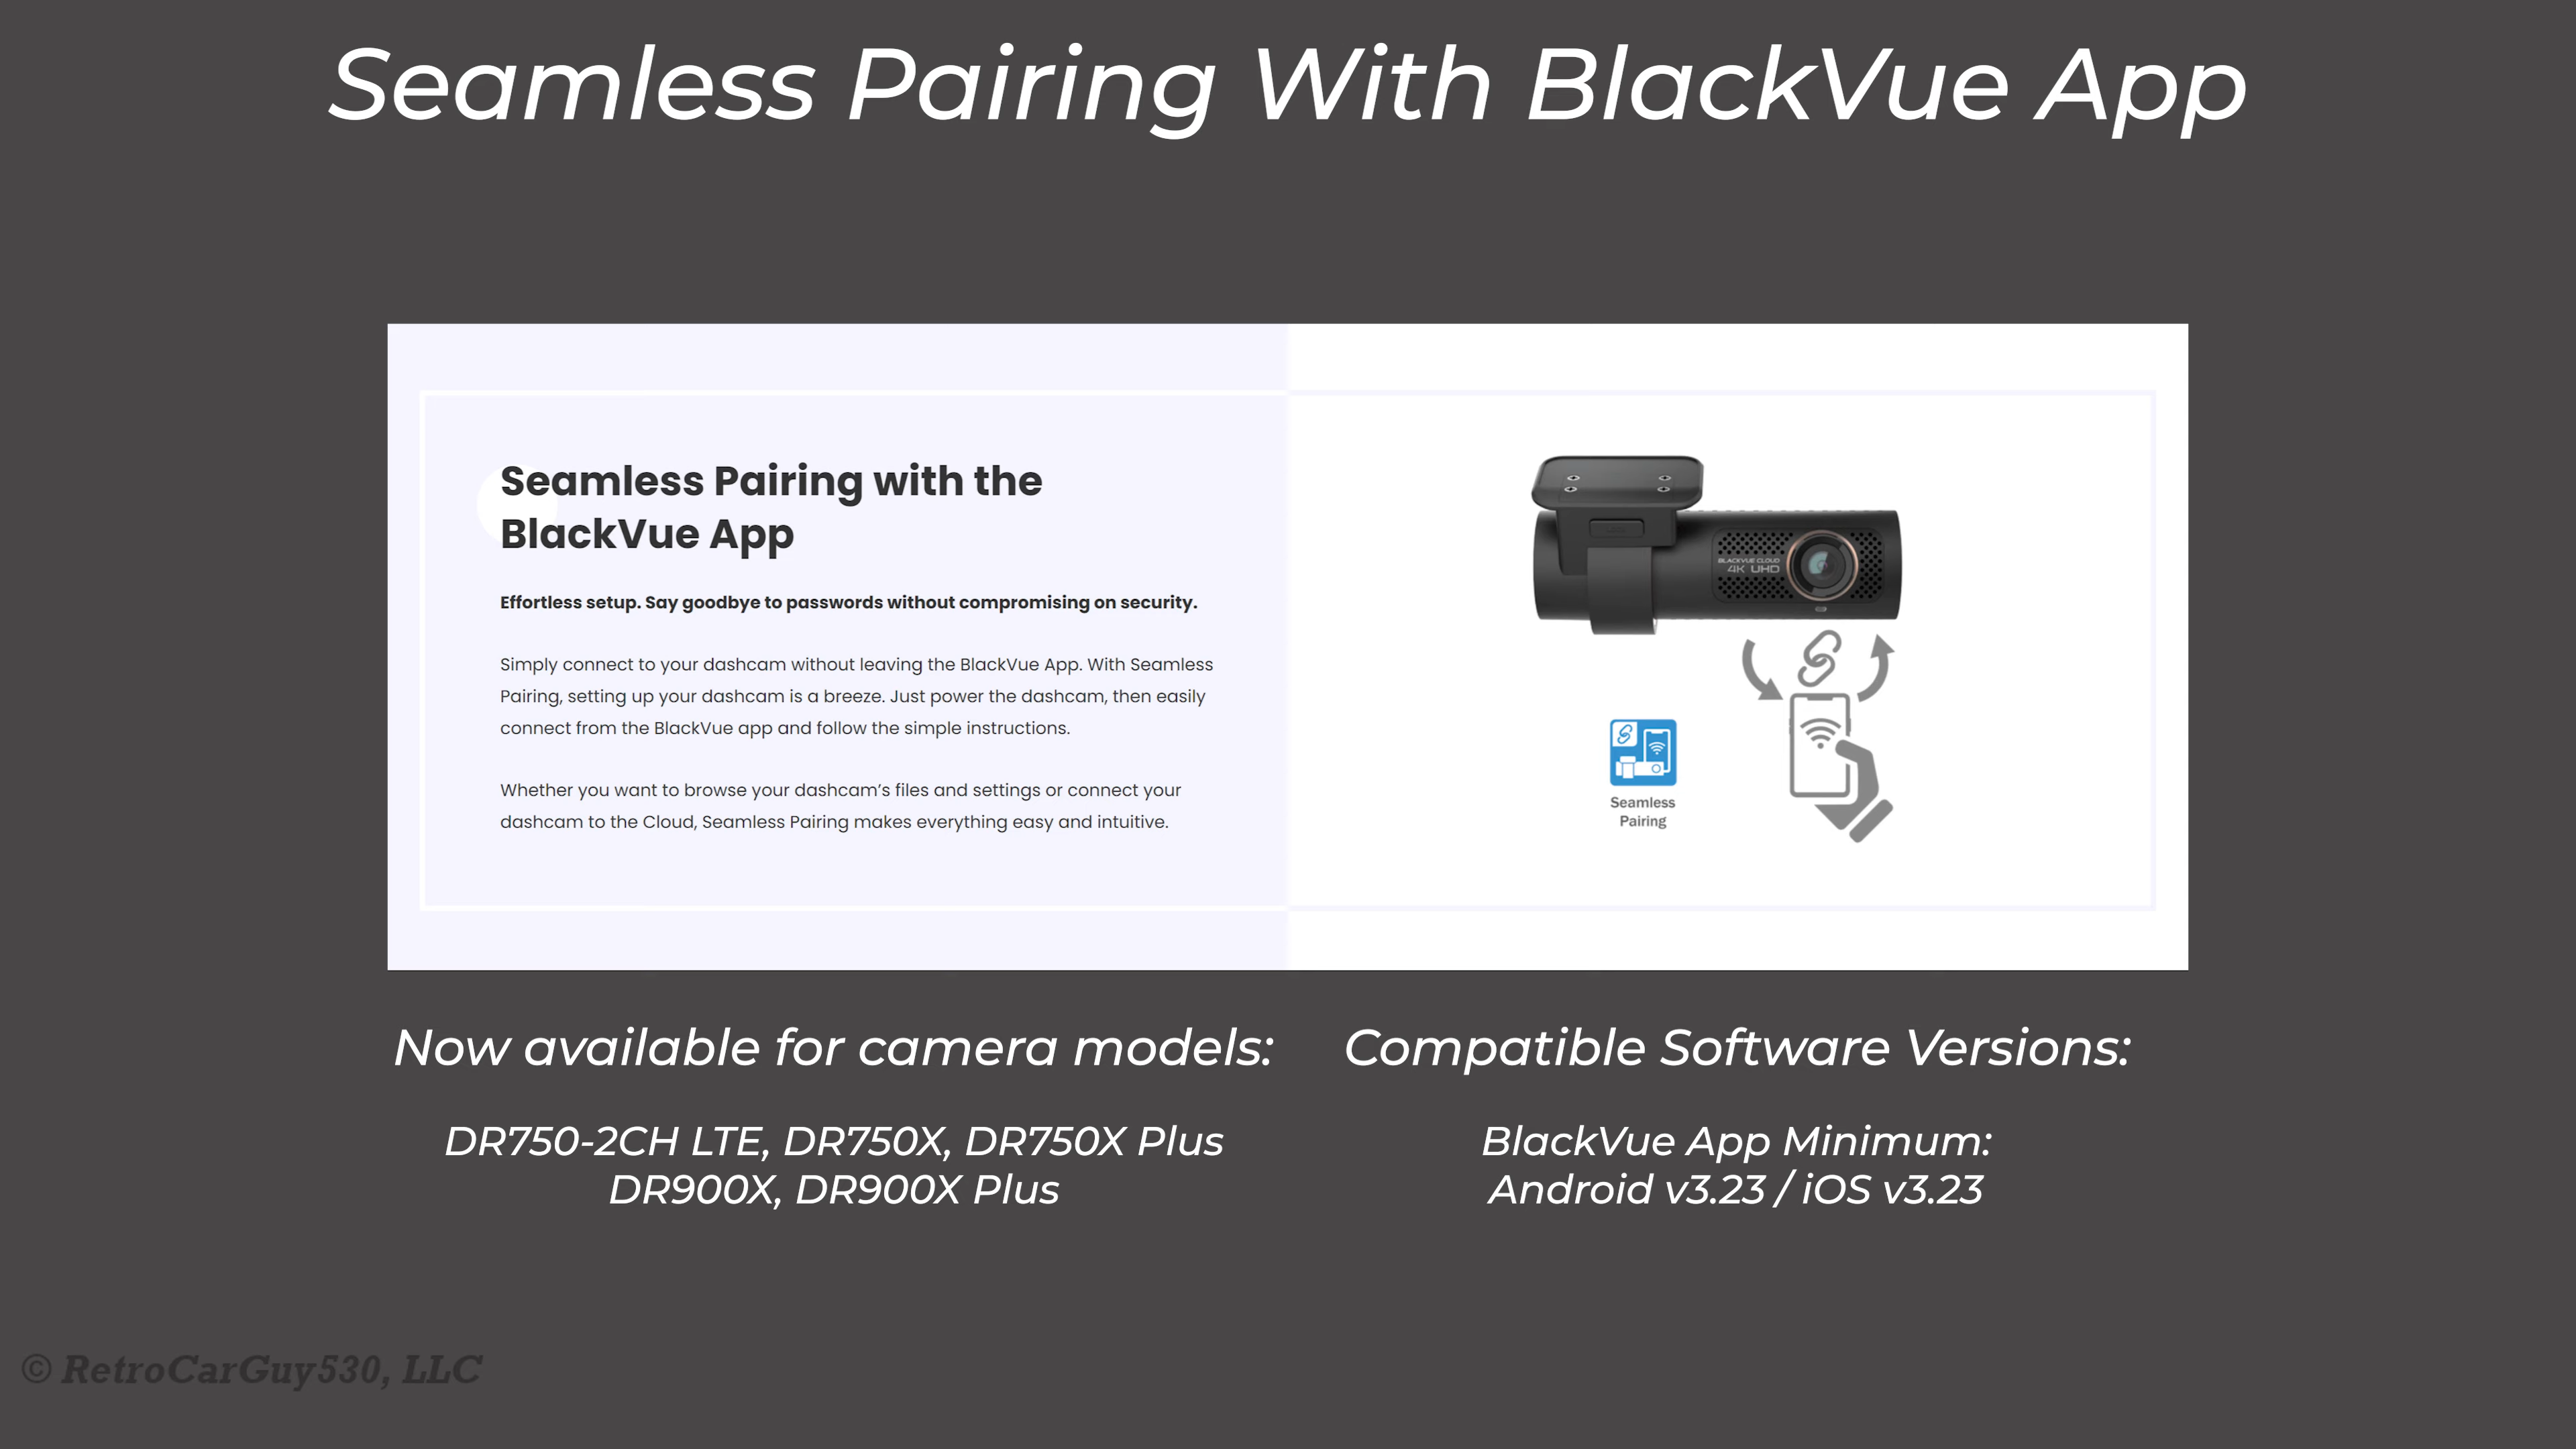 Seamless Pairing With BlackVue App
Seamless Pairing with the
BlackVue App
Effortless setup. Say goodbye to passwords without compromising on security.
Simply connect to your dashcam without leaving the BlackVue App. With Seamless
Pairing, setting up your dashcam is a breeze. Just power the dashcam, then easily
connect from the BlackVue app and follow the simple instructions.
Whether you want to browse your dashcam’s files and settings or connect your
dashcam to the Cloud, Seamless Pairing makes everything easy and intuitive.
BLACKVUE CLOUD
4K UHD
Seamless
Pairing
Now available for camera models:
DR750-2CH LTE, DR750X, DR750X Plus
DR900X, DR900X Plus
Compatible Software Versions:
BlackVue App Minimum:
Android v3.23 / iOS v3.23
© RetroCarGuy530, LLC